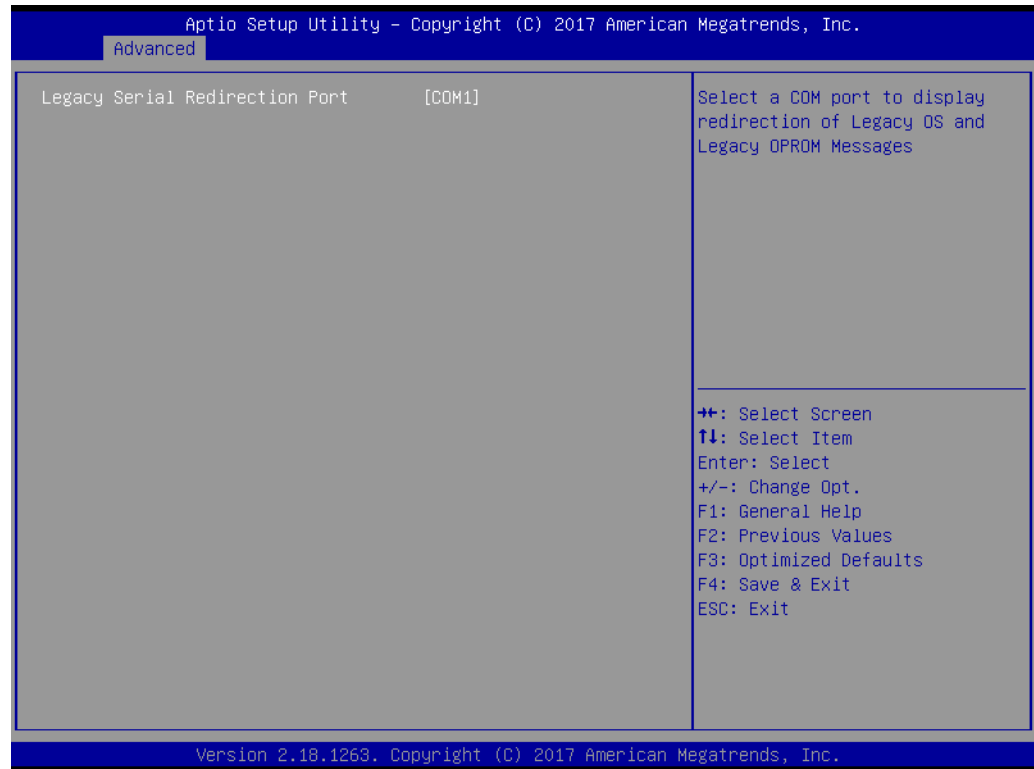 Aptio Setup Utility – Copyright (C) 2017 American Megatrends, Inc.
Advanced
Legacy Serial Redirection Port [COM1]
Select a COM port to display
redirection of Legacy OS and
Legacy OPROM Messages
→←: Select Screen
↑↓: Select Item
Enter: Select
+/-: Change Opt.
F1: General Help
F2: Previous Values
F3: Optimized Defaults
F4: Save & Exit
ESC: Exit
Version 2.18.1263. Copyright (C) 2017 American Megatrends, Inc.